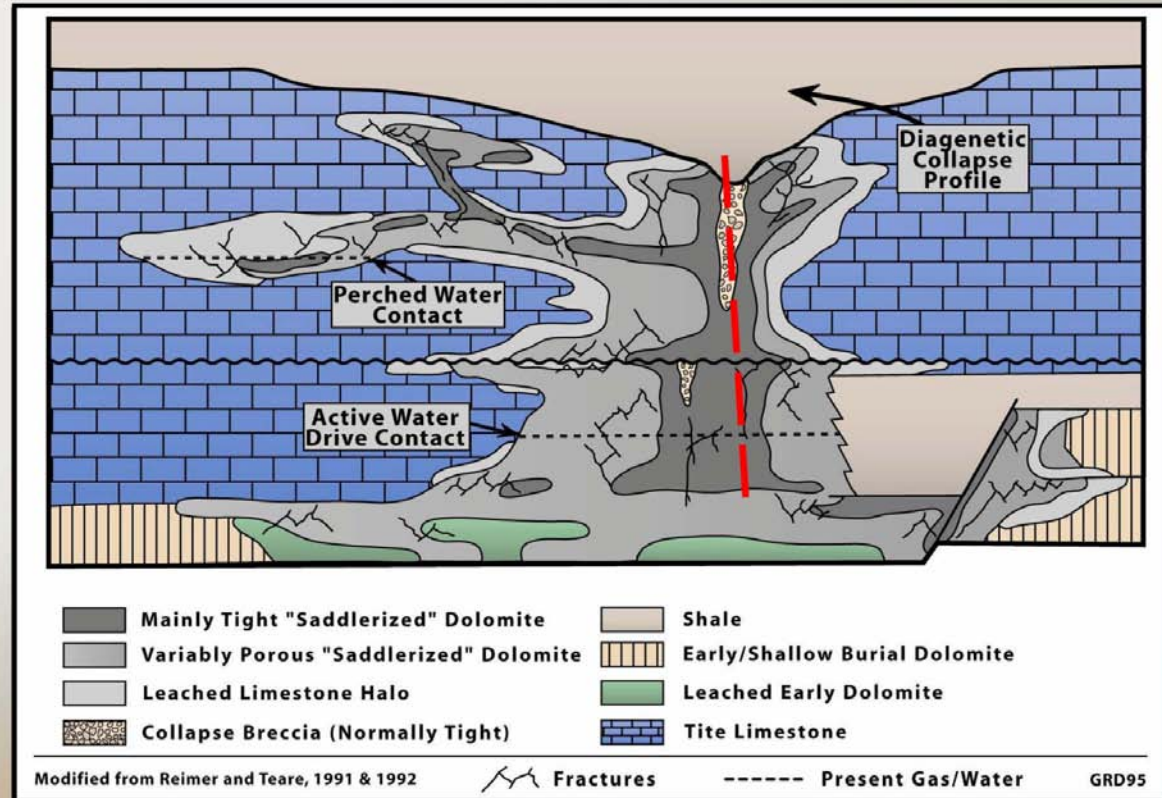 Diagenetic
Collapse
Profile
Perched Water
Contact
Active Water
Drive Contact
Mainly Tight "Saddlerized" Dolomite
Variably Porous "Saddlerized" Dolomite
Leached Limestone Halo
Collapse Breccia (Normally Tight)
Shale
Early/Shallow Burial Dolomite
Leached Early Dolomite
Tite Limestone
Modified from Reimer and Teare, 1991 & 1992
Fractures
Present Gas/Water
GRD95